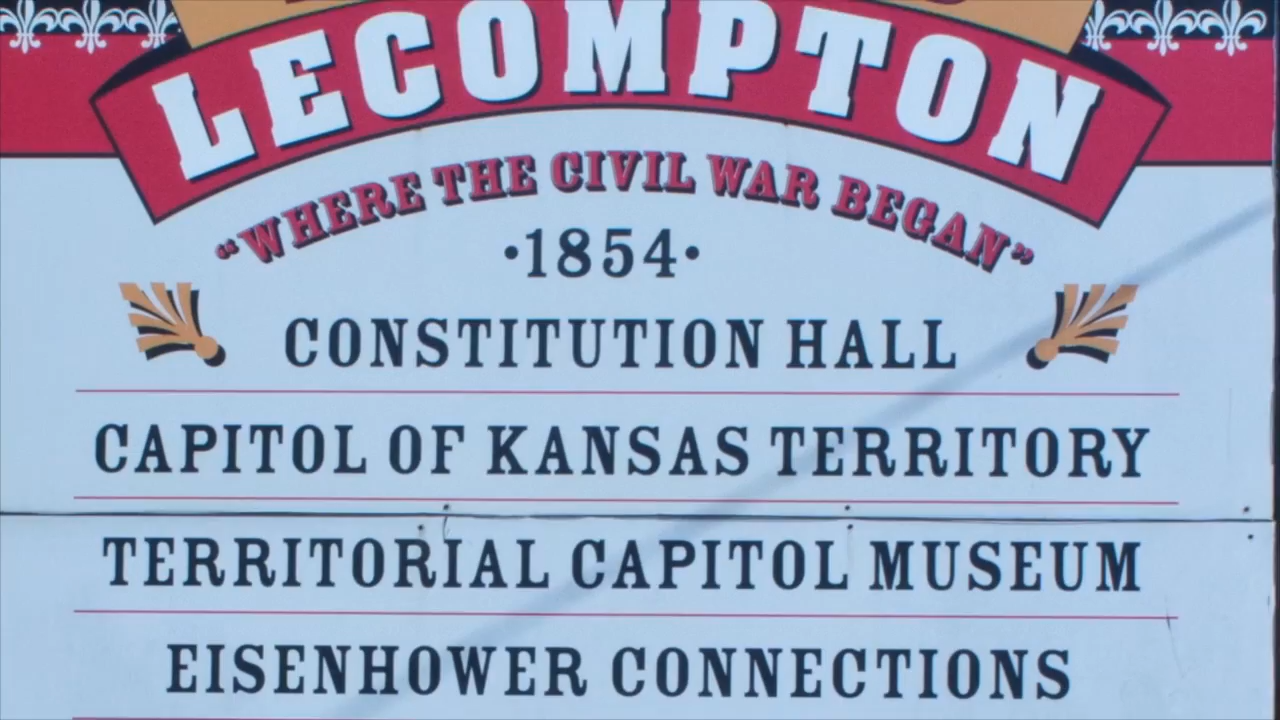 LECOMPTON
“WHERE THE CIVIL WAR BEGAN”
·1854·
CONSTITUTION HALL
CAPITOL OF KANSAS TERRITORY
TERRITORIAL CAPITOL MUSEUM
EISENHOWER CONNECTIONS